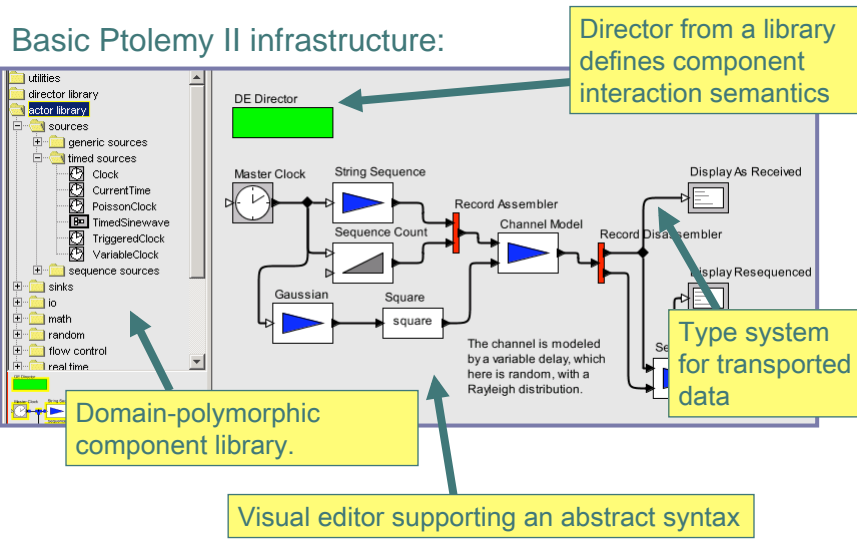 Basic Ptolemy II infrastructure:
Director from a library
defines component
interaction semantics
utilities
director library
actor library
sources
generic sources
timed sources
Clock
CurrentTime
PoissonClock
TimedSinewave
TriggeredClock
VariableClock
sequence sources
sinks
io
math
random
flow control
real time
DE Director
Master Clock
String Sequence
Sequence Count
Record Assembler
Channel Model
Record Disassembler
Display As Received
Display Resequenced
Gaussian
Square
square
The channel is modeled
by a variable delay, which
here is random, with a
Rayleigh distribution.
Se
Type system
for transported
data
DE Director
Domain-polymorphic
component library.
Visual editor supporting an abstract syntax